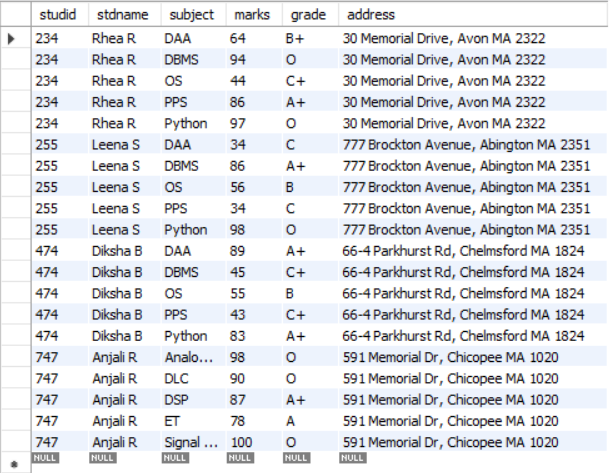 studid stdname subject marks grade address
234 Rhea R DAA 64 B+ 30 Memorial Drive, Avon MA 2322
234 Rhea R DBMS 94 O 30 Memorial Drive, Avon MA 2322
234 Rhea R OS 44 C+ 30 Memorial Drive, Avon MA 2322
234 Rhea R PPS 86 A+ 30 Memorial Drive, Avon MA 2322
234 Rhea R Python 97 O 30 Memorial Drive, Avon MA 2322
255 Leena S DAA 34 C 777 Brockton Avenue, Abington MA 2351
255 Leena S DBMS 86 A+ 777 Brockton Avenue, Abington MA 2351
255 Leena S OS 56 B 777 Brockton Avenue, Abington MA 2351
255 Leena S PPS 34 C 777 Brockton Avenue, Abington MA 2351
255 Leena S Python 98 O 777 Brockton Avenue, Abington MA 2351
474 Diksha B DAA 89 A+ 66-4 Parkhurst Rd, Chelmsford MA 1824
474 Diksha B DBMS 45 C+ 66-4 Parkhurst Rd, Chelmsford MA 1824
474 Diksha B OS 55 B 66-4 Parkhurst Rd, Chelmsford MA 1824
474 Diksha B PPS 43 C+ 66-4 Parkhurst Rd, Chelmsford MA 1824
474 Diksha B Python 83 A+ 66-4 Parkhurst Rd, Chelmsford MA 1824
747 Anjali R Analo... 98 O 591 Memorial Dr, Chicopee MA 1020
747 Anjali R DLC 90 O 591 Memorial Dr, Chicopee MA 1020
747 Anjali R DSP 87 A+ 591 Memorial Dr, Chicopee MA 1020
747 Anjali R ET 78 A 591 Memorial Dr, Chicopee MA 1020
747 Anjali R Signal ... 100 O 591 Memorial Dr, Chicopee MA 1020
NULL NULL NULL NULL NULL NULL